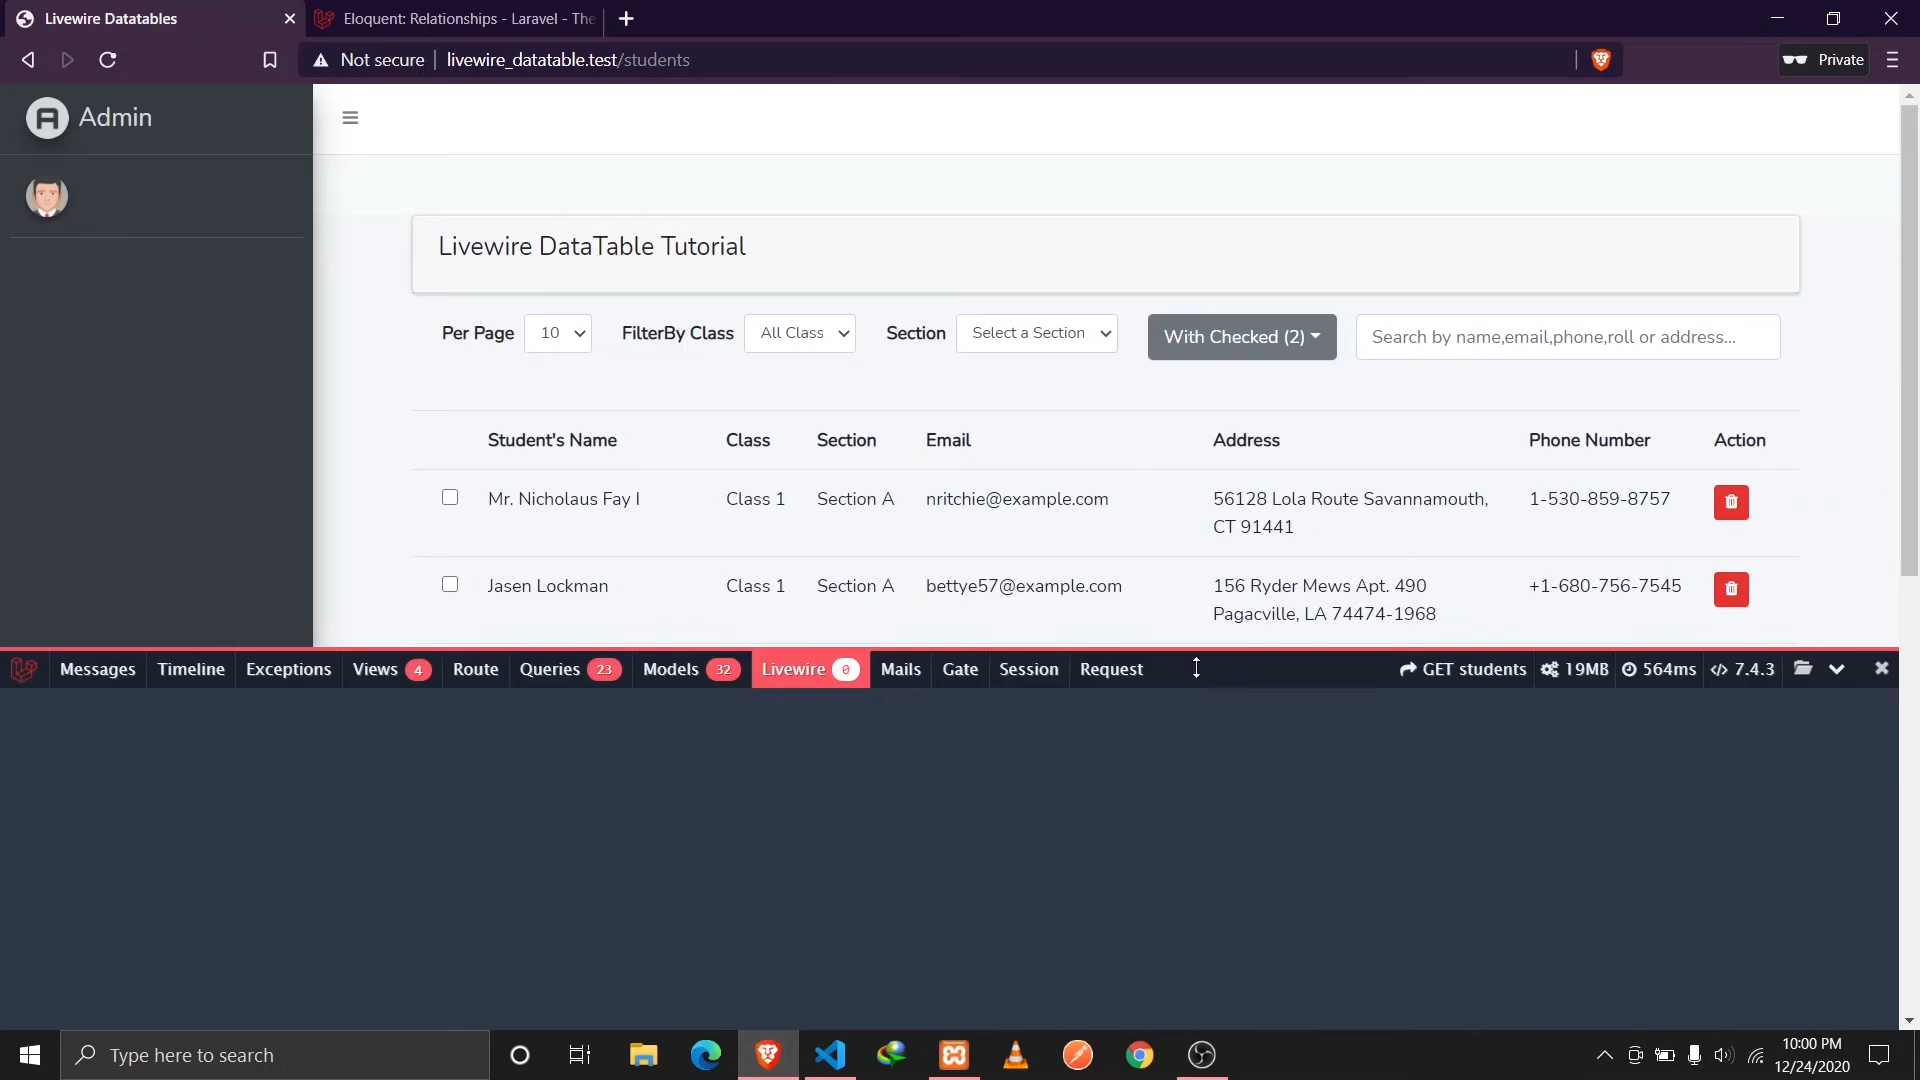 Livewire Datatables
Eloquent: Relationships - Laravel - The
Not secure
livewire_datatable.test/students
Private
Admin
Livewire DataTable Tutorial
Per Page 10 FilterBy Class All Class Section Select a Section With Checked (2) Search by name,email,phone,roll or address...
Student's Name Class Section Email Address Phone Number Action
Mr. Nicholaus Fay I Class 1 Section A nritchie@example.com 56128 Lola Route Savannamouth, 1-530-859-8757
CT 91441
Jasen Lockman Class 1 Section A bettye57@example.com 156 Ryder Mews Apt. 490 +1-680-756-7545
Pagacville, LA 74474-1968
Messages Timeline Exceptions Views 4 Route Queries 23 Models 32 Livewire 0 Mails Gate Session Request GET students 19MB 564ms 7.4.3
Type here to search
10:00 PM
12/24/2020